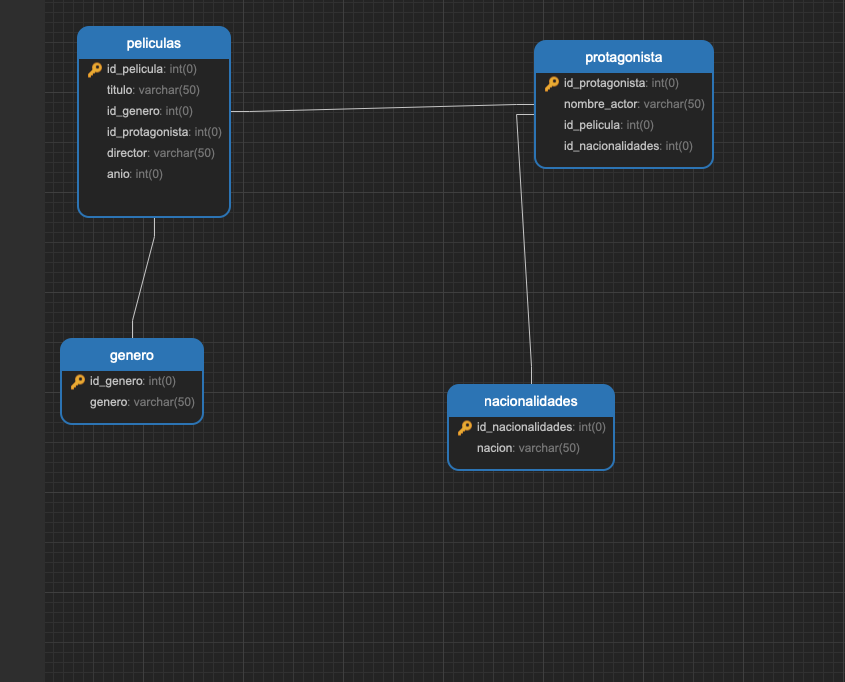 peliculas
id_pelicula: int(0)
titulo: varchar(50)
id_genero: int(0)
id_protagonista: int(0)
director: varchar(50)
anio: int(0)
protagonista
id_protagonista: int(0)
nombre_actor: varchar(50)
id_pelicula: int(0)
id_nacionalidades: int(0)
genero
id_genero: int(0)
genero: varchar(50)
nacionalidades
id_nacionalidades: int(0)
nacion: varchar(50)